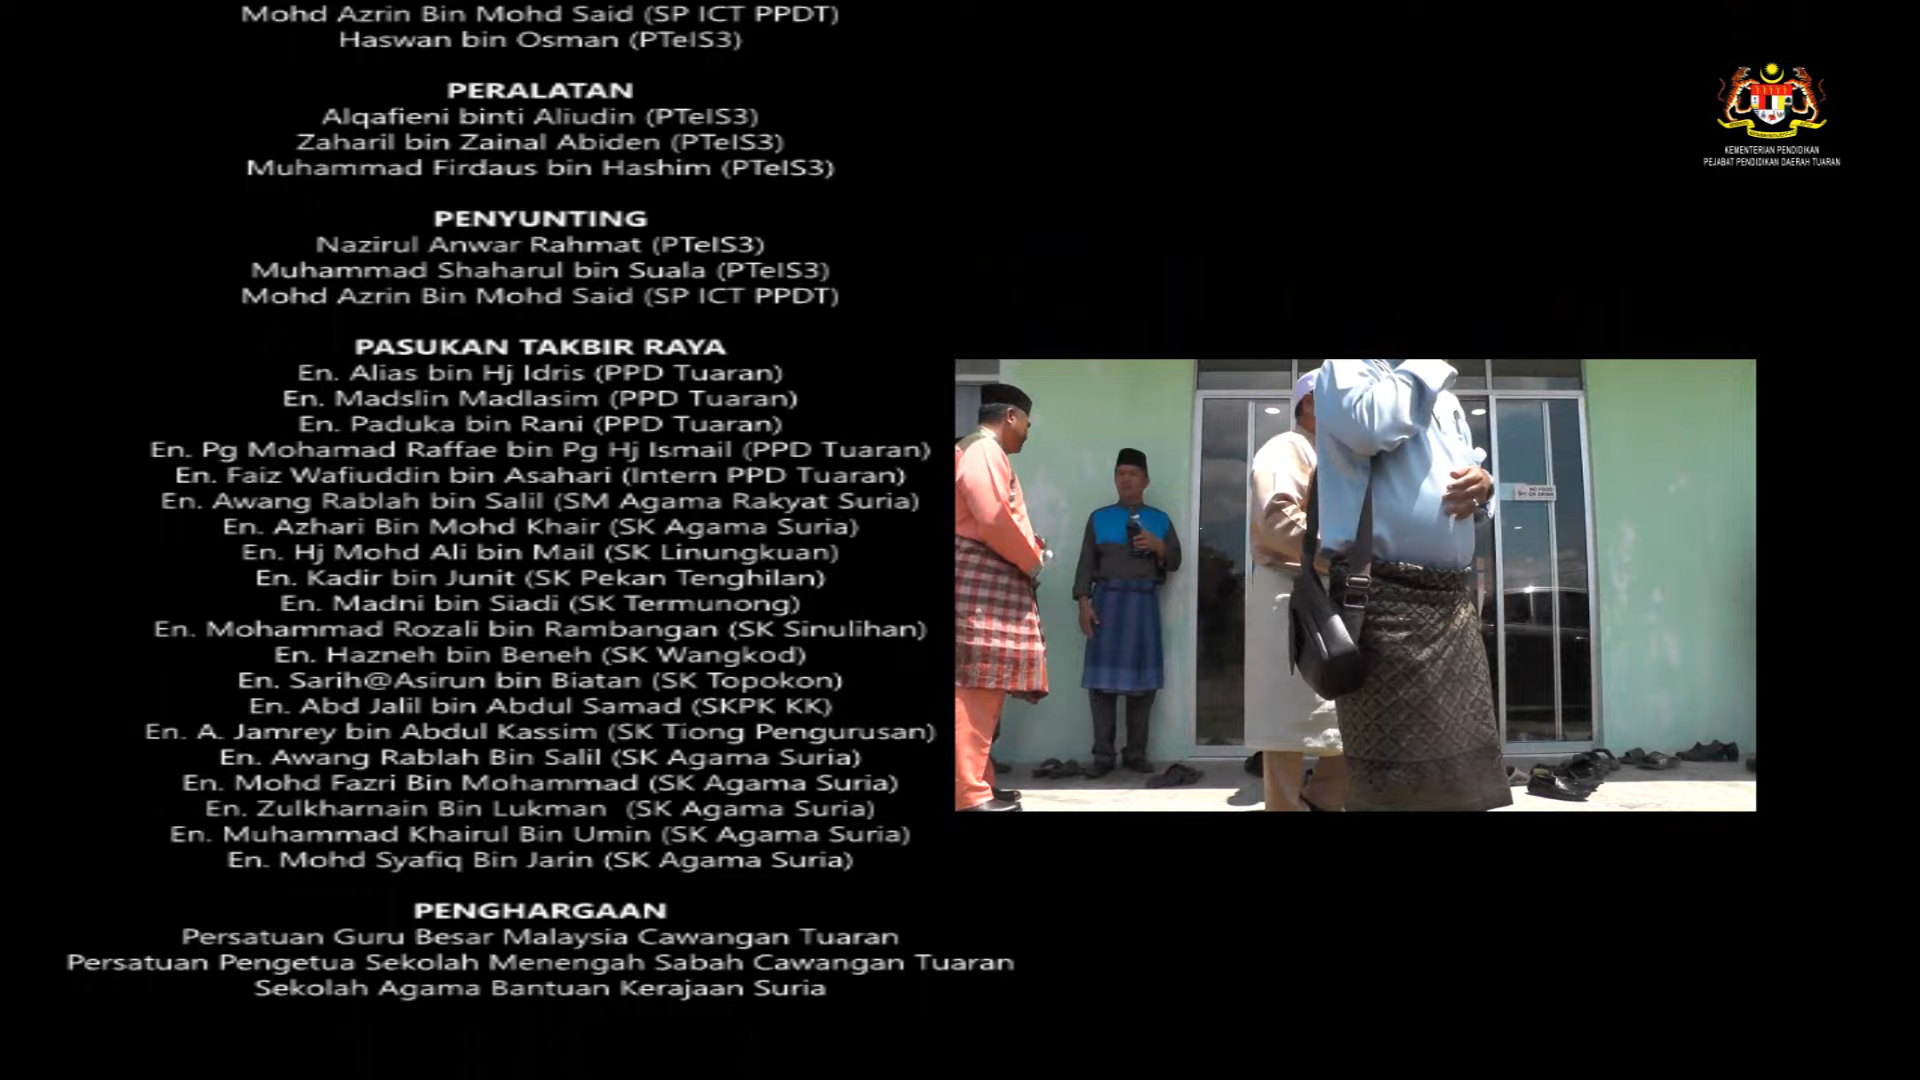 Mohd Azrin Bin Mohd Said (SP ICT PPDT)
Haswan bin Osman (PTeIS3)
PERALATAN
Alqafieni binti Aliudin (PTeIS3)
Zaharil bin Zainal Abiden (PTeIS3)
Muhammad Firdaus bin Hashim (PTeIS3)
PENYUNTING
Nazirul Anwar Rahmat (PTeIS3)
Muhammad Shaharul bin Suala (PTeIS3)
Mohd Azrin Bin Mohd Said (SP ICT PPDT)
PASUKAN TAKBIR RAYA
En. Alias bin Hj Idris (PPD Tuaran)
En. Madslin Madlasim (PPD Tuaran)
En. Paduka bin Rani (PPD Tuaran)
En. Pg Mohamad Raffae bin Pg Hj Ismail (PPD Tuaran)
En. Faiz Wafiuddin bin Asahari (Intern PPD Tuaran)
En. Awang Rablah bin Salil (SM Agama Rakyat Suria)
En. Azhari Bin Mohd Khair (SK Agama Suria)
En. Hj Mohd Ali bin Mail (SK Linungkuan)
En. Kadir bin Junit (SK Pekan Tenghilan)
En. Madni bin Siadi (SK Termunong)
En. Mohammad Rozali bin Rambangan (SK Sinulihan)
En. Hazneh bin Beneh (SK Wangkod)
En. Sarih@Asirun bin Biatan (SK Topokon)
En. Abd Jalil bin Abdul Samad (SKPK KK)
En. A. Jamrey bin Abdul Kassim (SK Tiong Pengurusan)
En. Awang Rablah Bin Salil (SK Agama Suria)
En. Mohd Fazri Bin Mohammad (SK Agama Suria)
En. Zulkharnain Bin Lukman (SK Agama Suria)
En. Muhammad Khairul Bin Umin (SK Agama Suria)
En. Mohd Syafiq Bin Jarin (SK Agama Suria)
PENGHARGAAN
Persatuan Guru Besar Malaysia Cawangan Tuaran
Persatuan Pengetua Sekolah Menengah Sabah Cawangan Tuaran
Sekolah Agama Bantuan Kerajaan Suria
KEMENTERIAN PENDIDIKAN
PEJABAT PENDIDIKAN DAERAH TUARAN
NO FOOD
OR DRINK